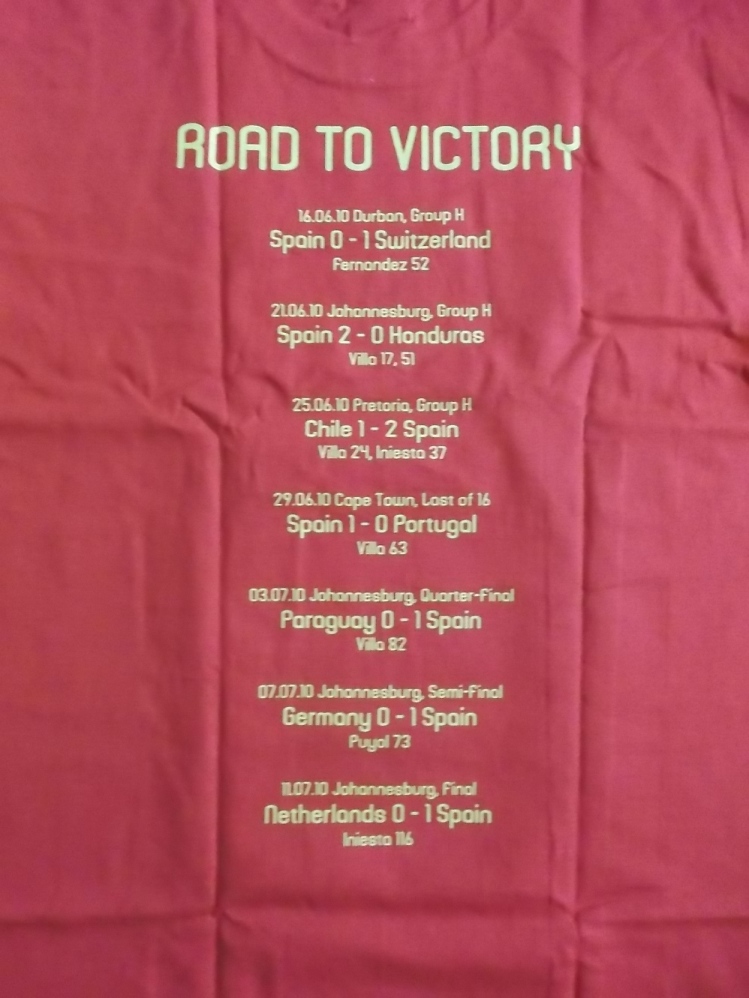 ROAD TO VICTORY
16.06.10 Durban, Group H
Spain 0 - 1 Switzerland
Fernandez 52
21.06.10 Johannesburg, Group H
Spain 2 - 0 Honduras
Villa 17, 51
25.06.10 Pretoria, Group H
Chile 1 - 2 Spain
Villa 24, Iniesta 37
29.06.10 Cape Town, Last of 16
Spain 1 - 0 Portugal
Villa 63
03.07.10 Johannesburg, Quarter-Final
Paraguay 0 - 1 Spain
Villa 82
07.07.10 Johannesburg, Semi-Final
Germany 0 - 1 Spain
Puyol 73
11.07.10 Johannesburg, Final
Netherlands 0 - 1 Spain
Iniesta 116